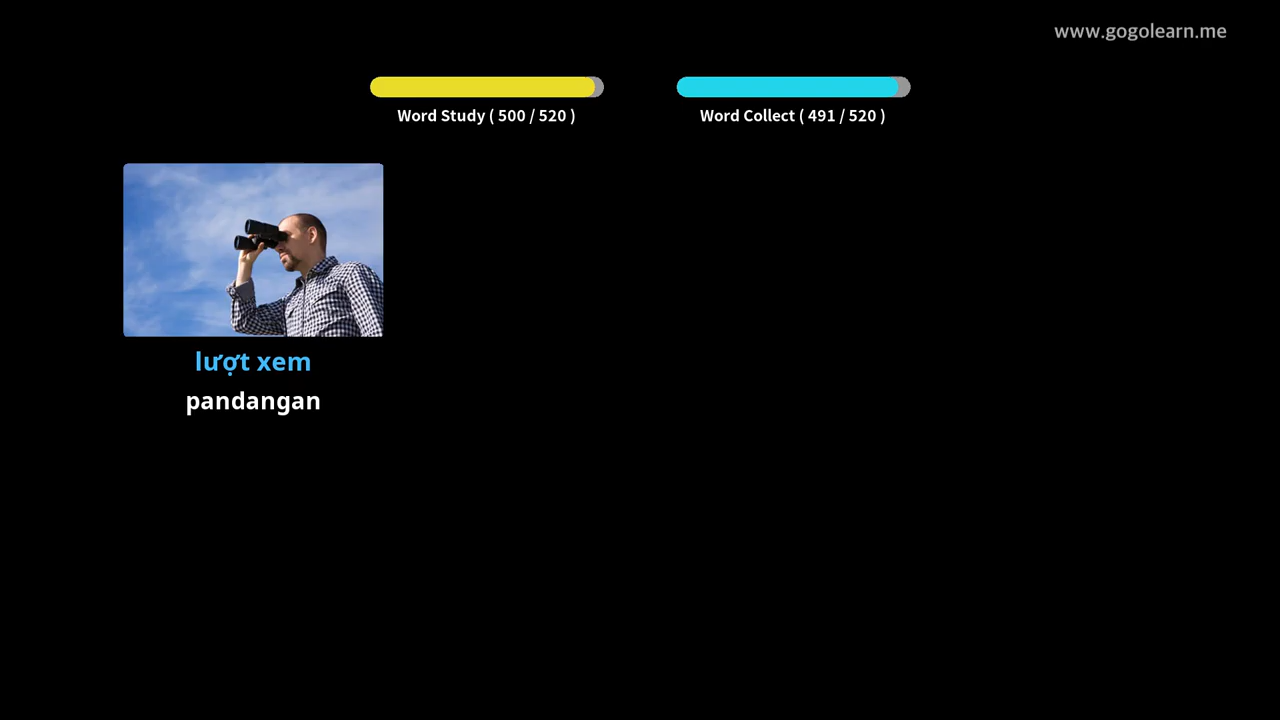 www.gogolearn.me
Word Study ( 500 / 520 )
Word Collect ( 491 / 520 )
lượt xem
pandangan